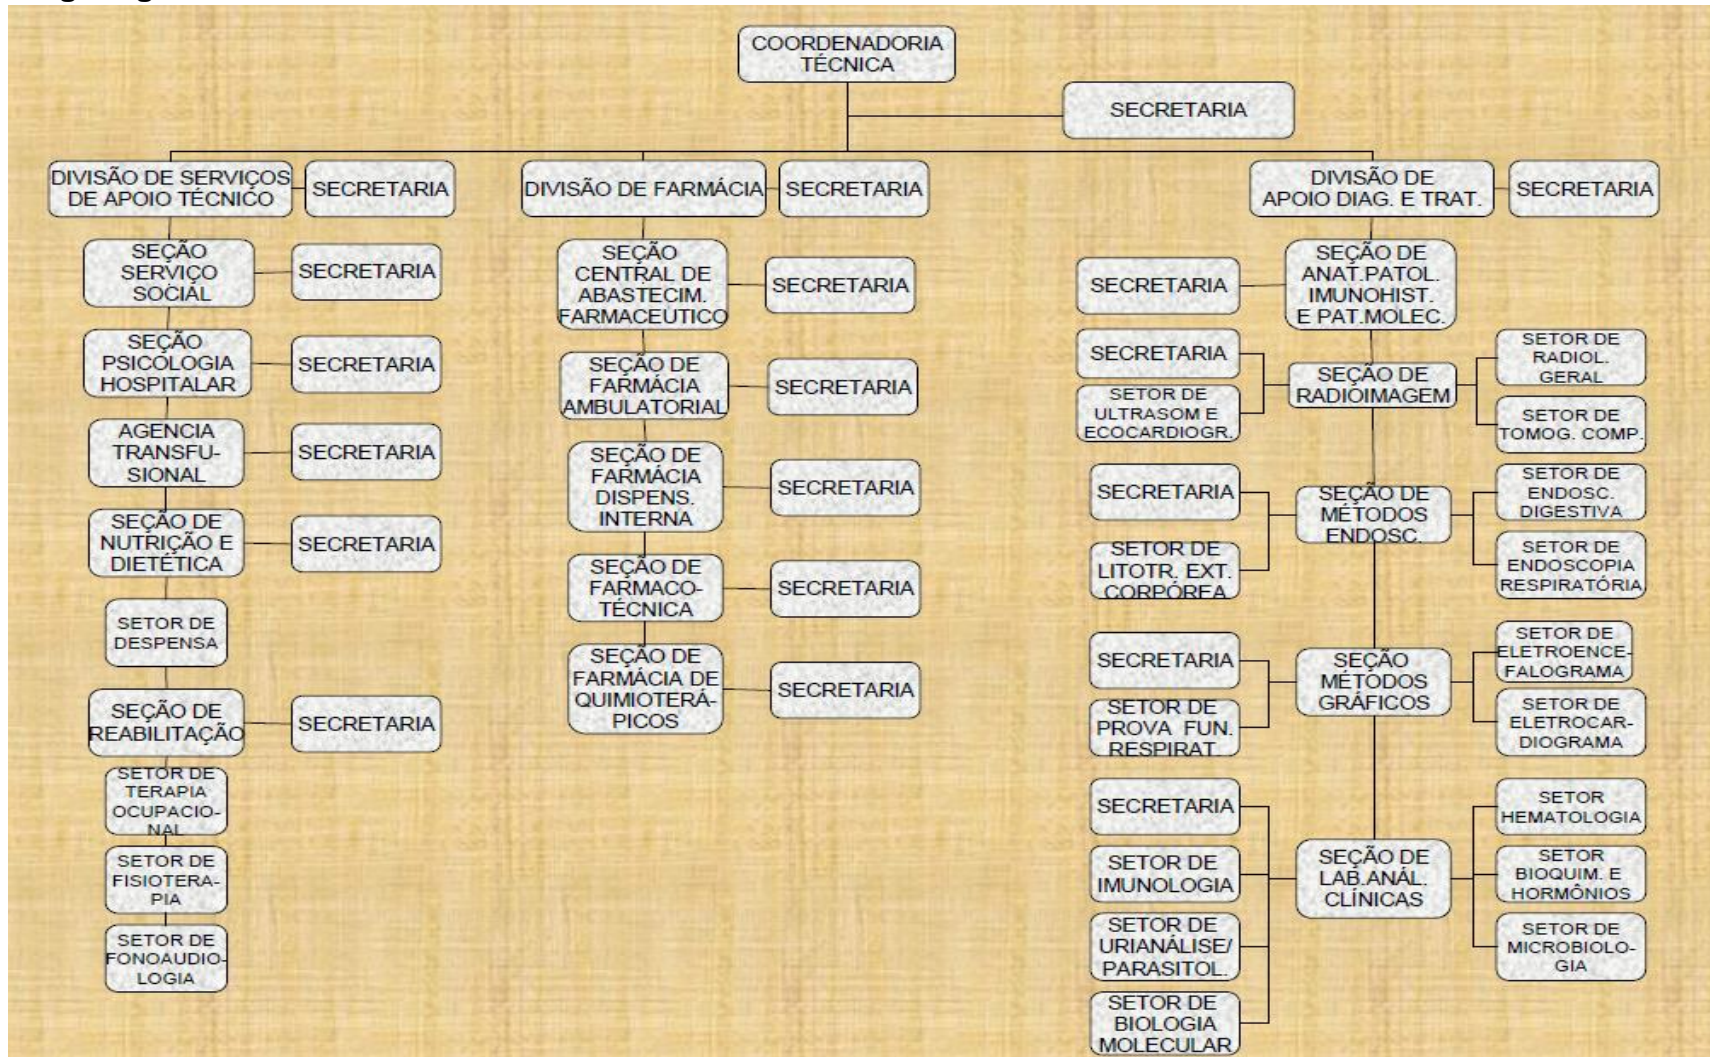 COORDENADORIA
TÉCNICA
SECRETARIA
DIVISÃO DE SERVIÇOS
DE APOIO TÉCNICO
SECRETARIA
DIVISÃO DE FARMÁCIA
SECRETARIA
DIVISÃO DE
APOIO DIAG. E TRAT.
SECRETARIA
SEÇÃO
SERVIÇO
SOCIAL
SECRETARIA
SEÇÃO
PSICOLOGIA
HOSPITALAR
SECRETARIA
AGENCIA
TRANSFU-
SIONAL
SECRETARIA
SEÇÃO DE
NUTRIÇÃO E
DIETÉTICA
SECRETARIA
SETOR DE
DESPENSA
SEÇÃO DE
REABILITAÇÃO
SECRETARIA
SETOR DE
TERAPIA
OCUPACIO-
NAL
SETOR DE
FISIOTERA-
PIA
SETOR DE
FONOAUDIO-
LOGIA
SEÇÃO
CENTRAL DE
ABASTECIM.
FARMACEUTICO
SECRETARIA
SEÇÃO DE
FARMÁCIA
AMBULATORIAL
SECRETARIA
SEÇÃO DE
FARMÁCIA
DISPENS.
INTERNA
SECRETARIA
SEÇÃO DE
FARMACO-
TÉCNICA
SECRETARIA
SEÇÃO DE
FARMÁCIA DE
QUIMIOTERÁ-
PICOS
SECRETARIA
SECRETARIA
SEÇÃO DE
ANAT.PATOL.
IMUNOHIST.
E PAT.MOLEC.
SECRETARIA
SETOR DE
ULTRASOM E
ECOCARDIOGR.
SEÇÃO DE
RADIOIMAGEM
SETOR DE
RADIOL.
GERAL
SETOR DE
TOMOG. COMP.
SECRETARIA
SETOR DE
LITOTR. EXT.
CORPÓREA
SEÇÃO DE
MÉTODOS
ENDOSC.
SETOR DE
ENDOSC.
DIGESTIVA
SETOR DE
ENDOSCOPIA
RESPIRATÓRIA
SECRETARIA
SETOR DE
PROVA FUN.
RESPIRAT.
SEÇÃO
MÉTODOS
GRÁFICOS
SETOR DE
ELETROENCE-
FALOGRAMA
SETOR DE
ELETROCAR-
DIOGRAMA
SECRETARIA
SETOR DE
IMUNOLOGIA
SETOR DE
URIANÁLISE/
PARASITOL.
SETOR DE
BIOLOGIA
MOLECULAR
SEÇÃO DE
LAB.ANÁL.
CLÍNICAS
SETOR
HEMATOLOGIA
SETOR
BIOQUIM. E
HORMÔNIOS
SETOR DE
MICROBIOLO-
GIA